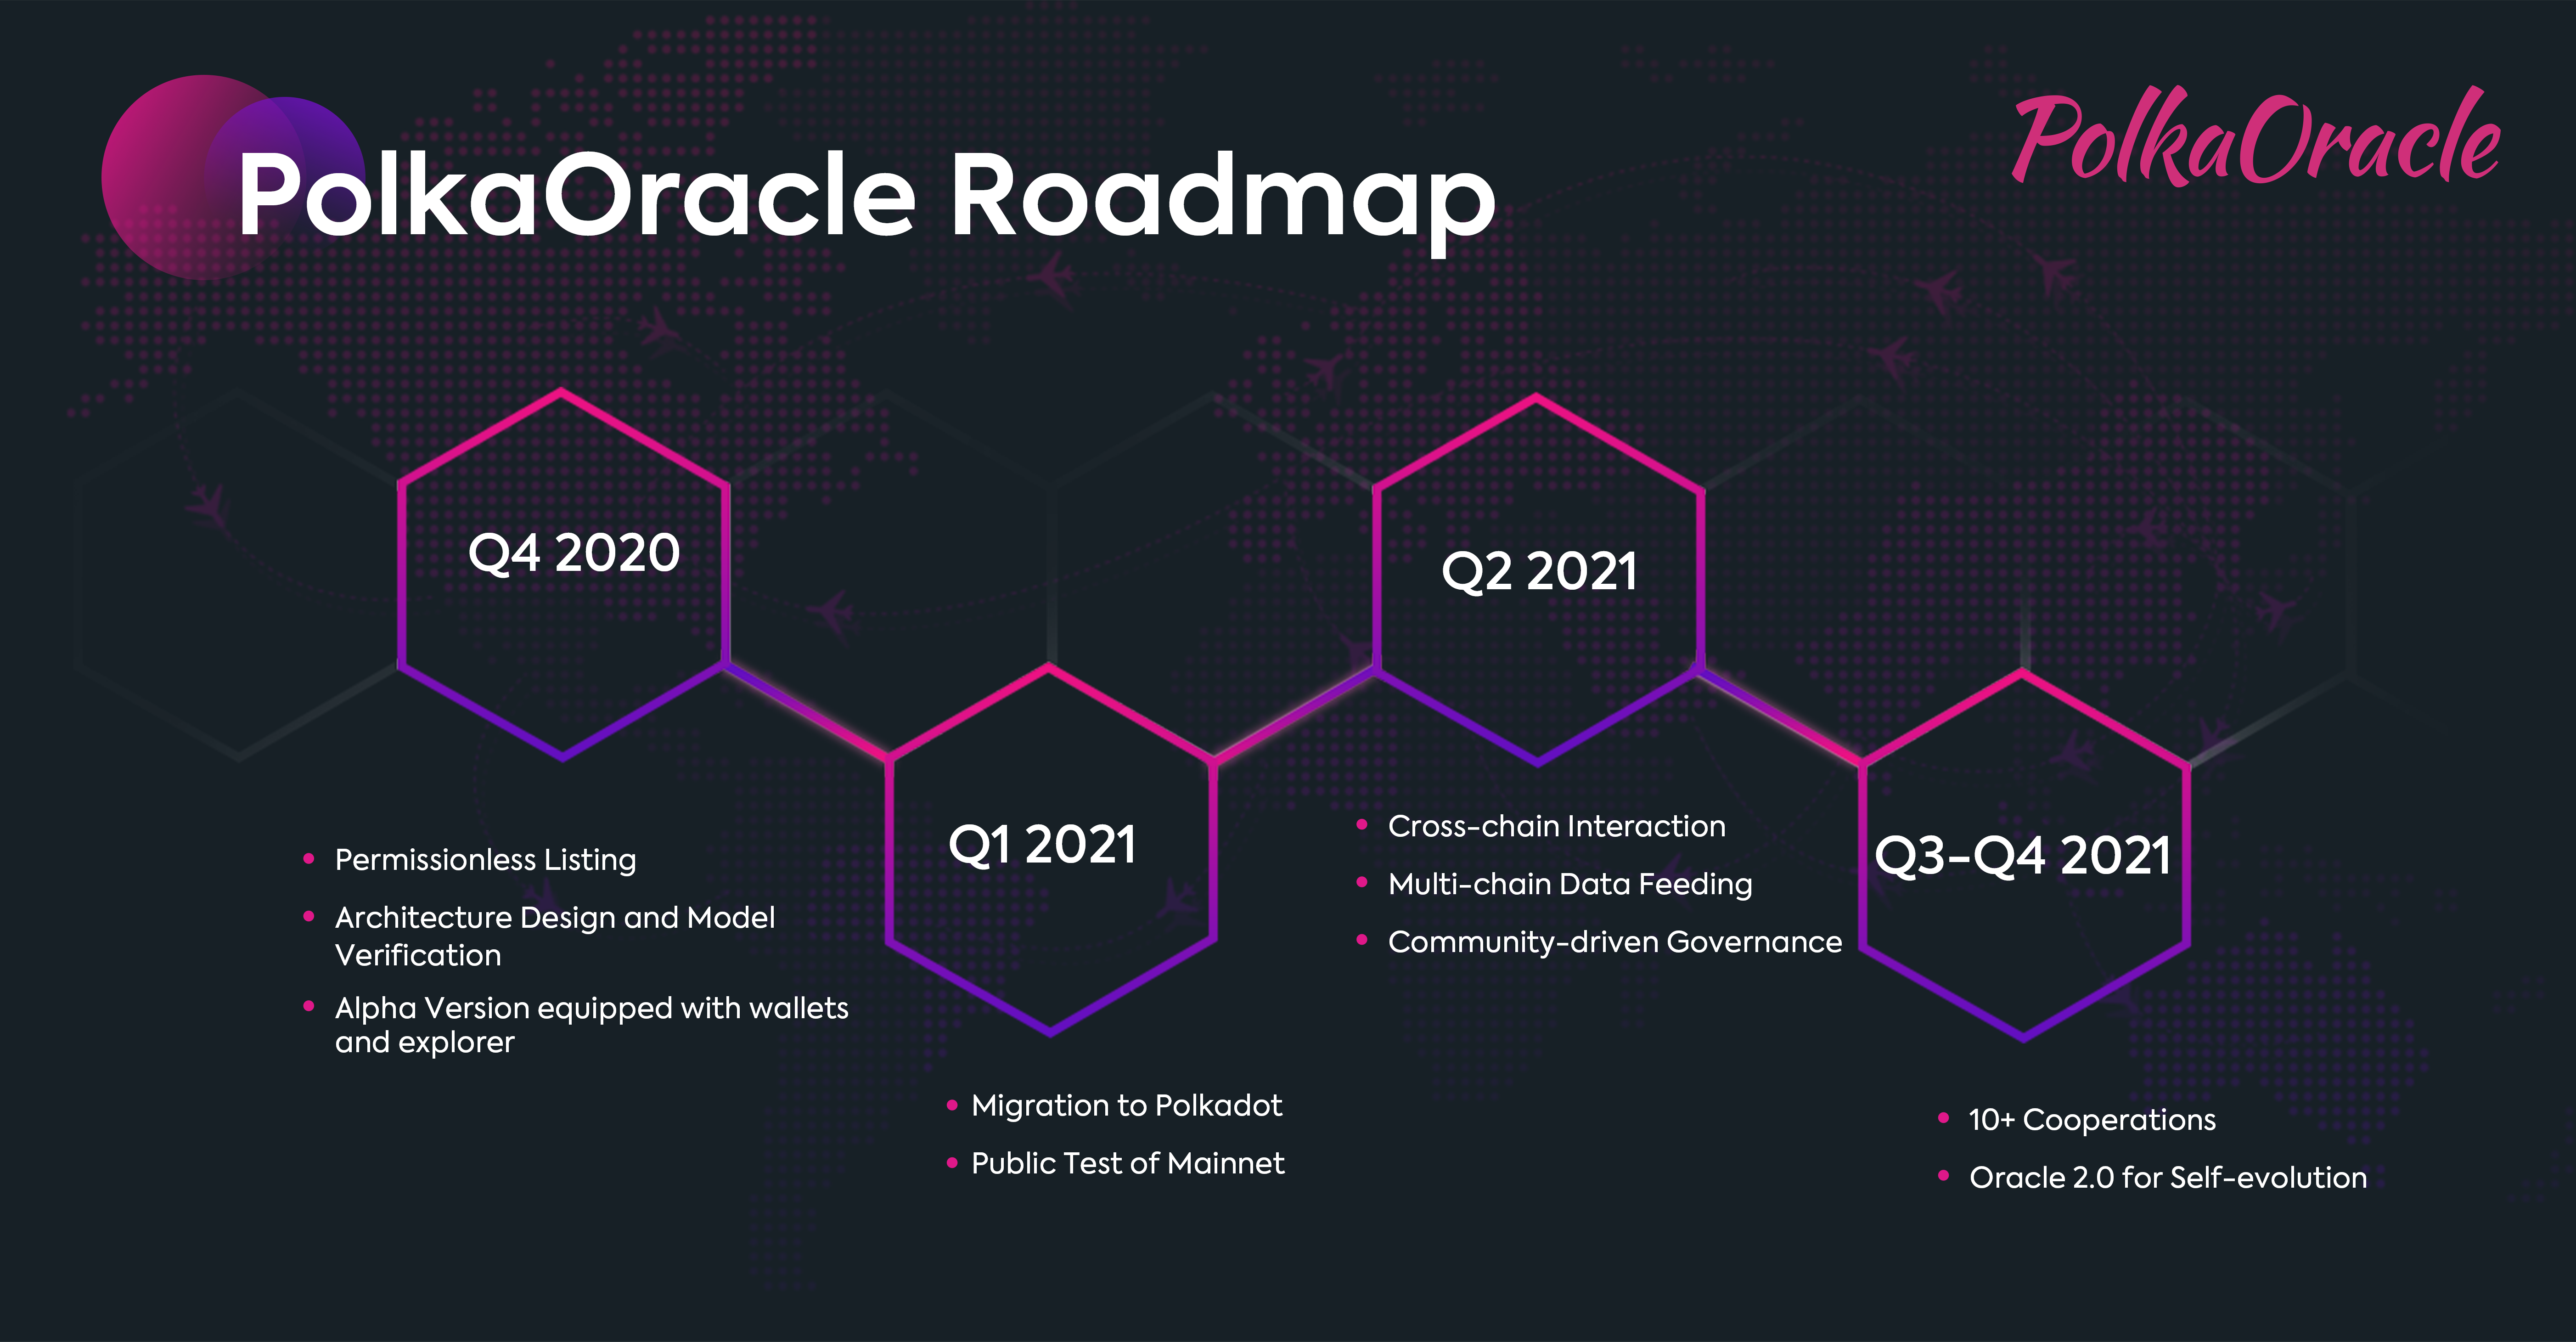 PolkaOracle Roadmap
PolkaOracle
Q4 2020
Permissionless Listing
Architecture Design and Model
Verification
Alpha Version equipped with wallets
and explorer
Q1 2021
Migration to Polkadot
Public Test of Mainnet
Q2 2021
Cross-chain Interaction
Multi-chain Data Feeding
Community-driven Governance
Q3-Q4 2021
10+ Cooperations
Oracle 2.0 for Self-evolution